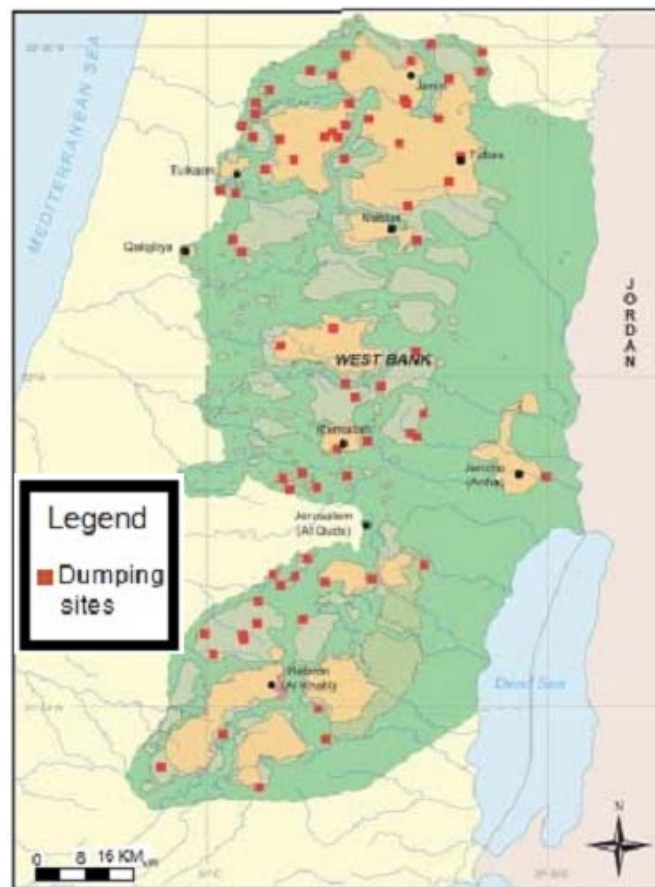 MEDITERRANEAN SEA
Jenin
Tulkarm
Tubas
Nablus
Qalqilya
JORDAN
WEST BANK
Ramallah
Jericho
(Ariha)
Jerusalem
(Al Quds)
Legend
Dumping
sites
Hebron
(Al Khalil)
Dead Sea
N
0 8 16 KM